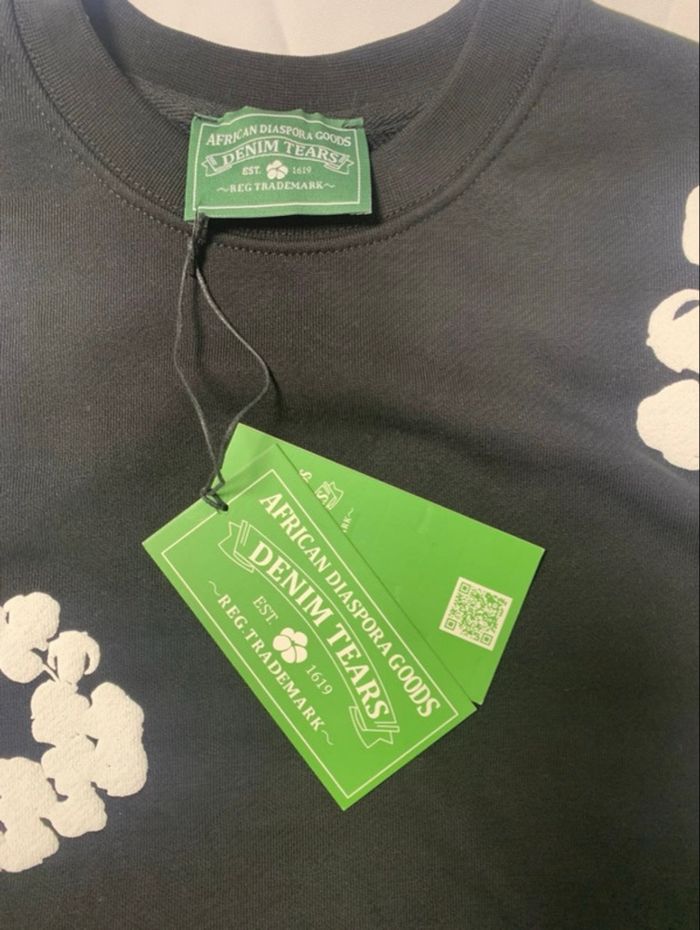 AFRICAN DIASPORA GOODS
DENIM TEARS
EST. 1619
~REG TRADEMARK~
AFRICAN DIASPORA GOODS
DENIM TEARS
EST. 1619
~REG.TRADEMARK~